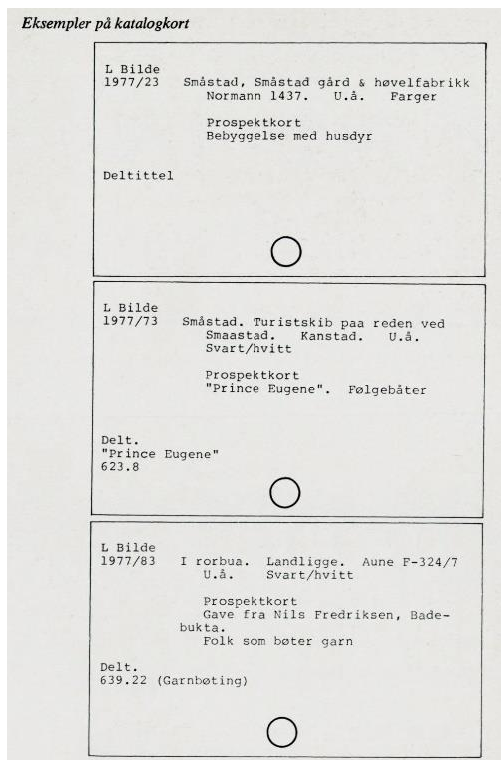 Eksempler på katalogkort
L Bilde
1977/23 Småstad, Småstad gård & høvelfabrikk
Normann 1437. U.å. Farger
Prospektkort
Bebyggelse med husdyr
Deltittel
L Bilde
1977/73 Småstad. Turistskib paa reden ved
Smaastad. Kanstad. U.å.
Svart/hvitt
Prospektkort
"Prince Eugene". Følgebåter
Delt.
"Prince Eugene"
623.8
L Bilde
1977/83 I rorbua. Landligge. Aune F-324/7
U.å. Svart/hvitt
Prospektkort
Gave fra Nils Fredriksen, Bade-
bukta.
Folk som bøter garn
Delt.
639.22 (Garnbøting)